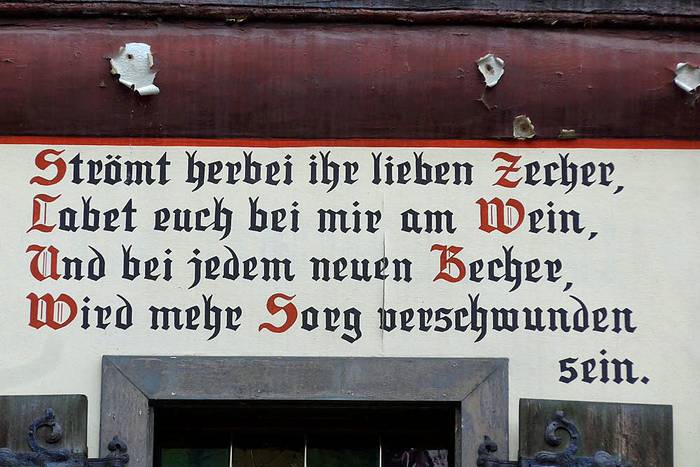 Strömt herbei ihr lieben Zecher,
Labet euch bei mir am Wein,
Und bei jedem neuen Becher,
Wird mehr Sorg verschwunden
sein.